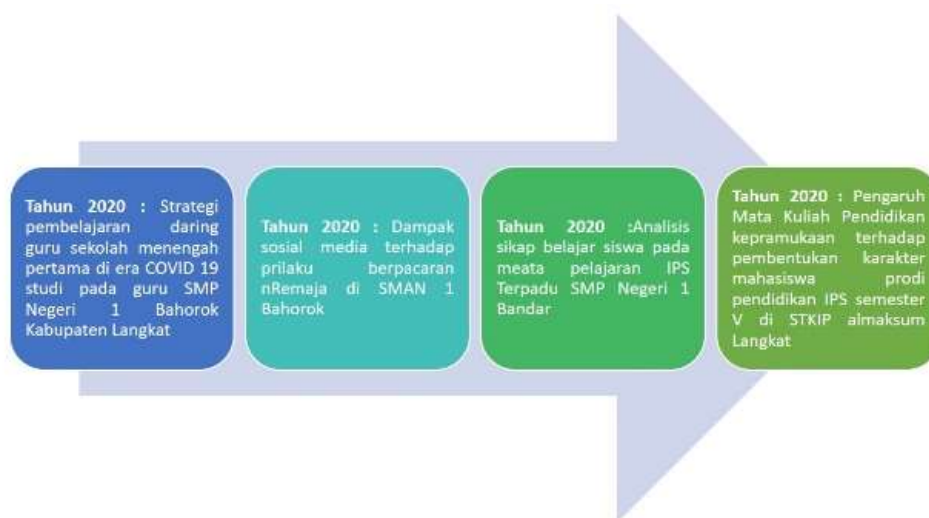 Tahun 2020 : Strategi
pembelajaran daring
guru sekolah menengah
pertama di era COVID 19
studi pada guru SMP
Negeri 1 Bahorok
Kabupaten Langkat
Tahun 2020 : Dampak
sosial media terhadap
prilaku berpacaran
nRemaja di SMAN 1
Bahorok
Tahun 2020 :Analisis
sikap belajar siswa pada
meata pelajaran IPS
Terpadu SMP Negeri 1
Bandar
Tahun 2020 : Pengaruh
Mata Kuliah Pendidikan
kepramukaan terhadap
pembentukan karakter
mahasiswa prodi
pendidikan IPS semester
V di STKIP almaksum
Langkat